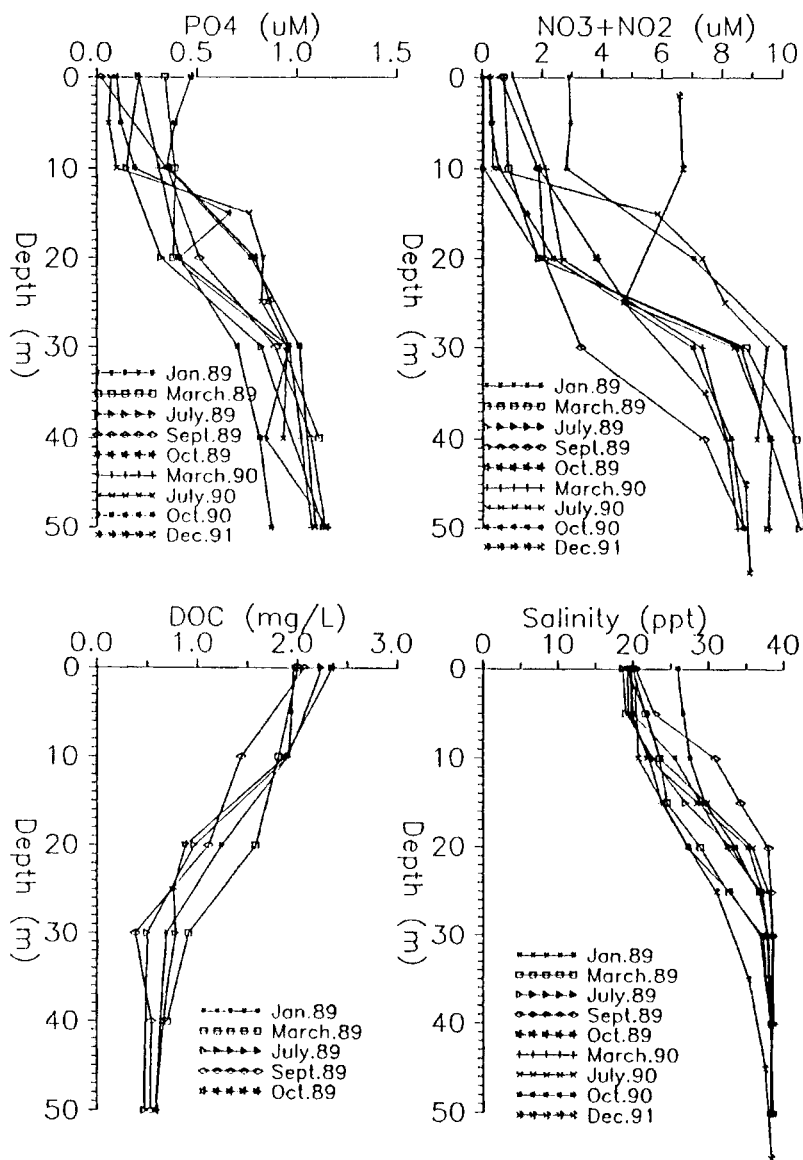 PO4 (uM)
0.0 0.5 1.0 1.5
0
10
20
30
40
50
Depth (m)
Jan.89
March.89
July.89
Sept.89
Oct.89
March.90
July.90
Oct.90
Dec.91
NO3+NO2 (uM)
0 2 4 6 8 10
0
10
20
30
40
50
Depth (m)
Jan.89
March.89
July.89
Sept.89
Oct.89
March.90
July.90
Oct.90
Dec.91
DOC (mg/L)
0.0 1.0 2.0 3.0
0
10
20
30
40
50
Depth (m)
Jan.89
March.89
July.89
Sept.89
Oct.89
Salinity (ppt)
0 10 20 30 40
0
10
20
30
40
50
Depth (m)
Jan.89
March.89
July.89
Sept.89
Oct.89
March.90
July.90
Oct.90
Dec.91